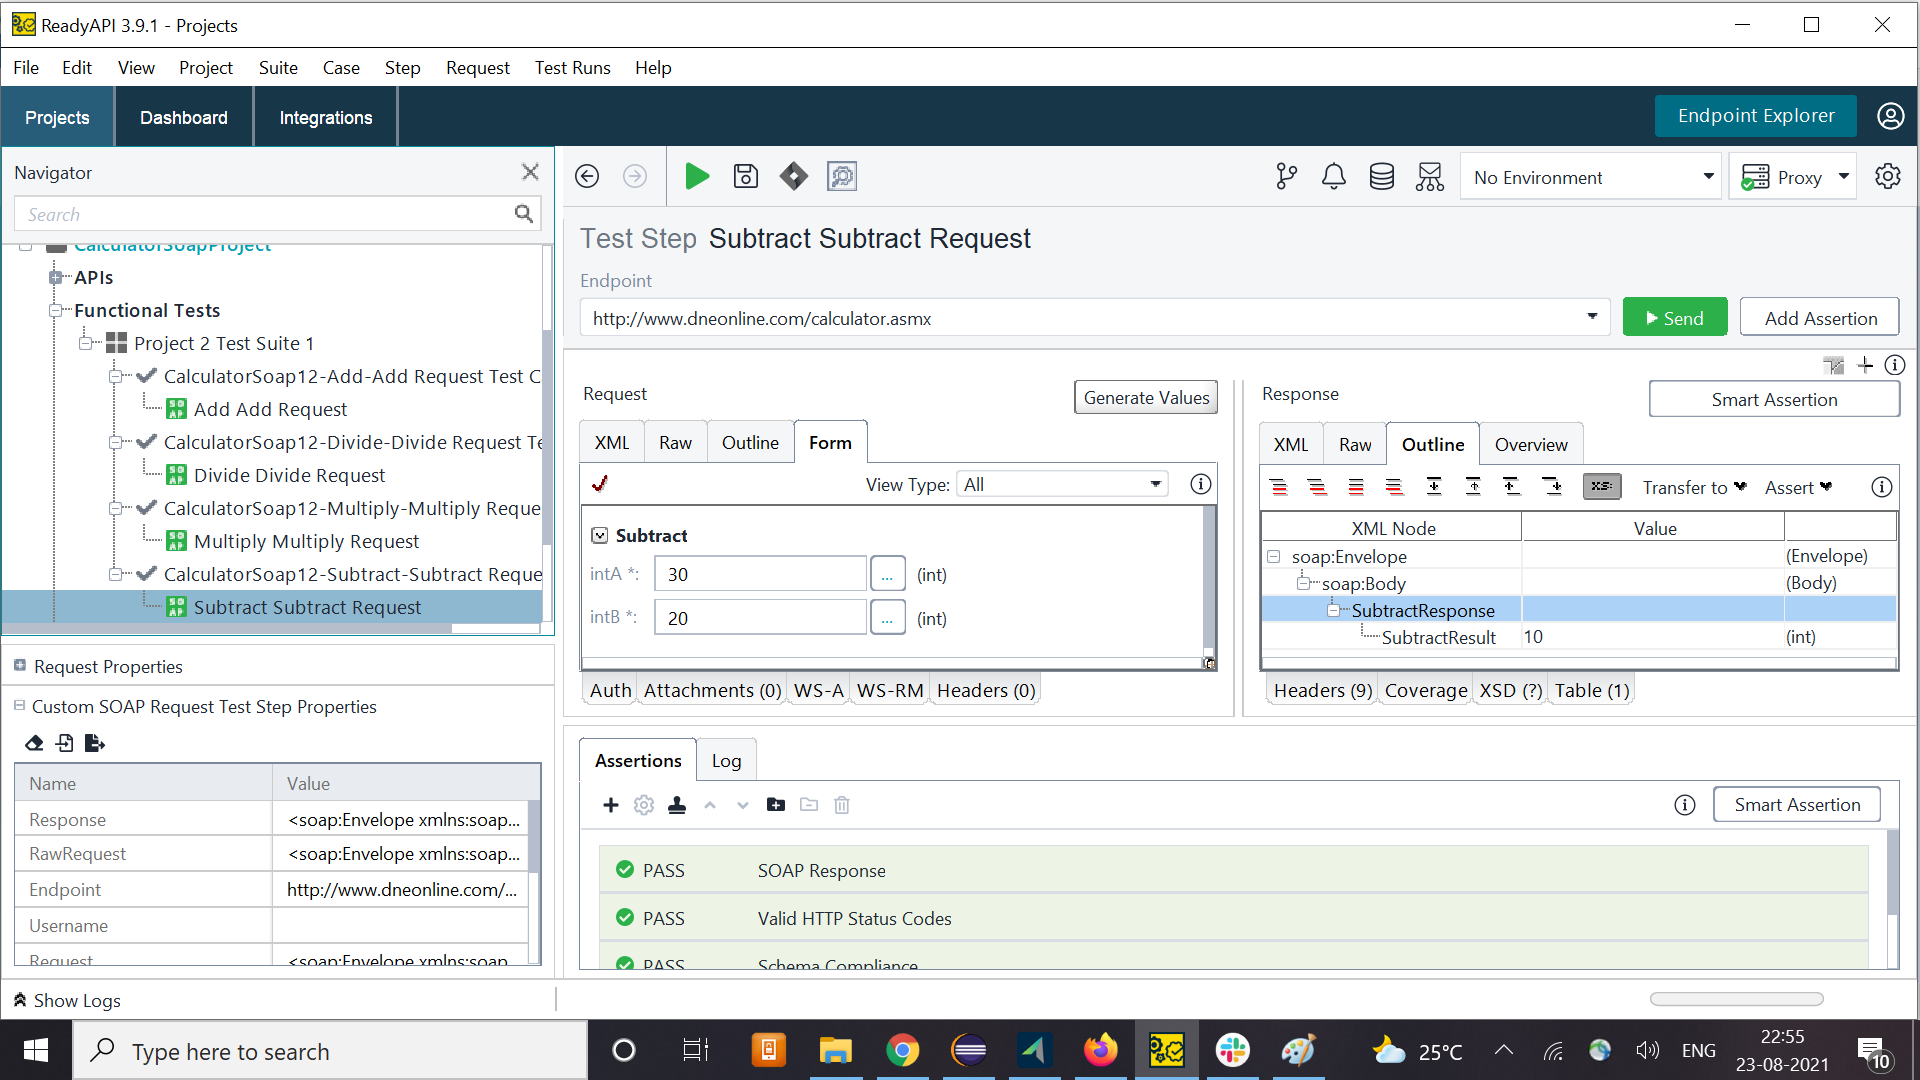 ReadyAPI 3.9.1 - Projects
File Edit View Project Suite Case Step Request Test Runs Help
Projects Dashboard Integrations Endpoint Explorer
Navigator
Search
CalculatorSoapProject
APIs
Functional Tests
Project 2 Test Suite 1
CalculatorSoap12-Add-Add Request Test C
Add Add Request
CalculatorSoap12-Divide-Divide Request Te
Divide Divide Request
CalculatorSoap12-Multiply-Multiply Reque
Multiply Multiply Request
CalculatorSoap12-Subtract-Subtract Reque
Subtract Subtract Request
Request Properties
Custom SOAP Request Test Step Properties
Name Value
Response <soap:Envelope xmlns:soap...
RawRequest <soap:Envelope xmlns:soap...
Endpoint http://www.dneonline.com/...
Username
Request <soap:Envelope xmlns:soap
Show Logs
No Environment Proxy
Test Step Subtract Subtract Request
Endpoint
http://www.dneonline.com/calculator.asmx Send Add Assertion
Request Generate Values
XML Raw Outline Form
View Type: All
Subtract
intA *: 30 ... (int)
intB *: 20 ... (int)
Auth Attachments (0) WS-A WS-RM Headers (0)
Response Smart Assertion
XML Raw Outline Overview
XS: Transfer to Assert
XML Node Value
soap:Envelope (Envelope)
soap:Body (Body)
SubtractResponse
SubtractResult 10 (int)
Headers (9) Coverage XSD (?) Table (1)
Assertions Log
Smart Assertion
PASS SOAP Response
PASS Valid HTTP Status Codes
PASS Schema Compliance
Type here to search
25°C ENG 22:55
23-08-2021 10